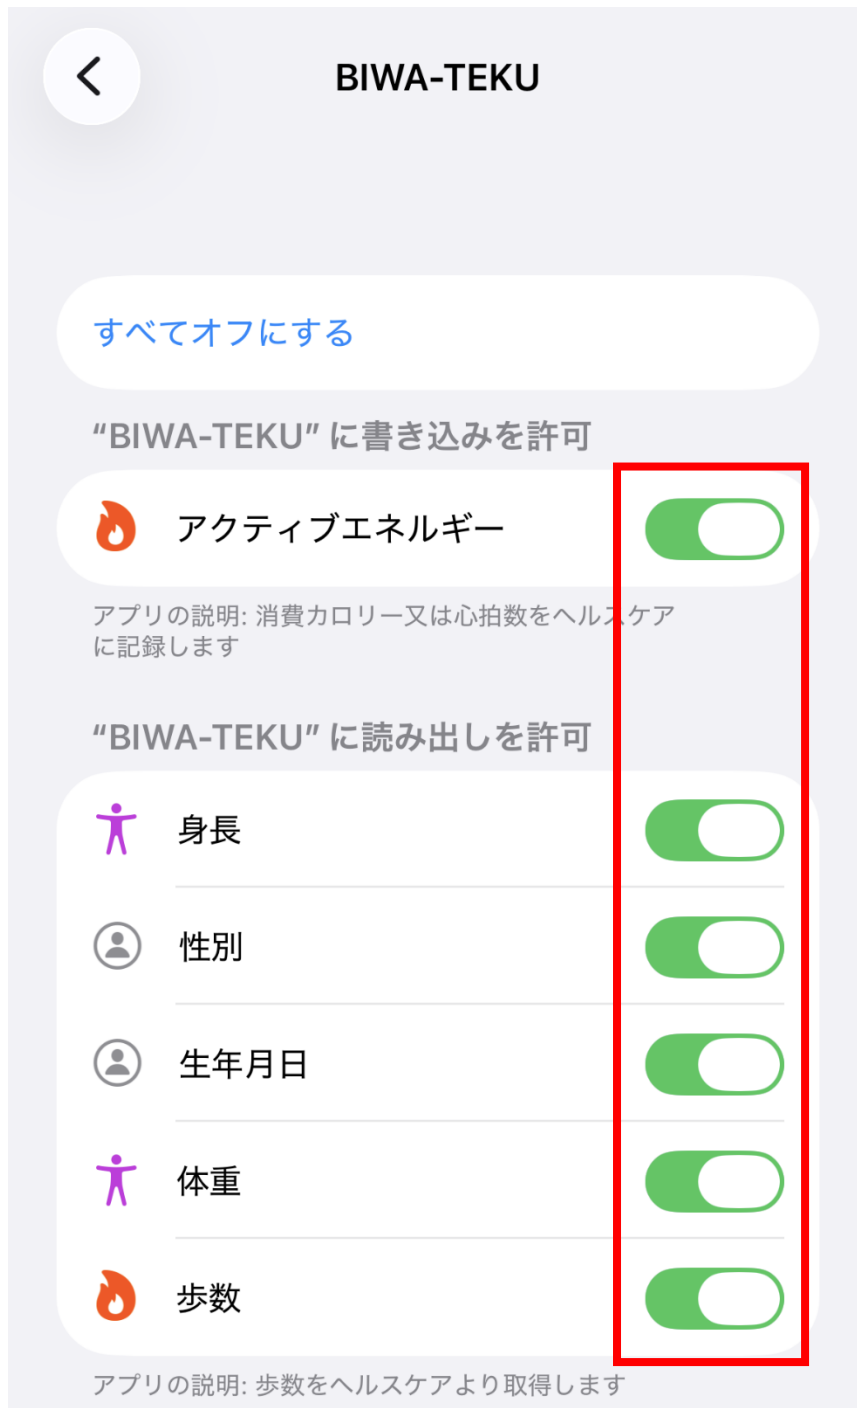 BIWA-TEKU
すべてオフにする
“BIWA-TEKU” に書き込みを許可
アクティブエネルギー
アプリの説明: 消費カロリー又は心拍数をヘルスケア
に記録します
“BIWA-TEKU” に読み出しを許可
身長
性別
生年月日
体重
歩数
アプリの説明: 歩数をヘルスケアより取得します